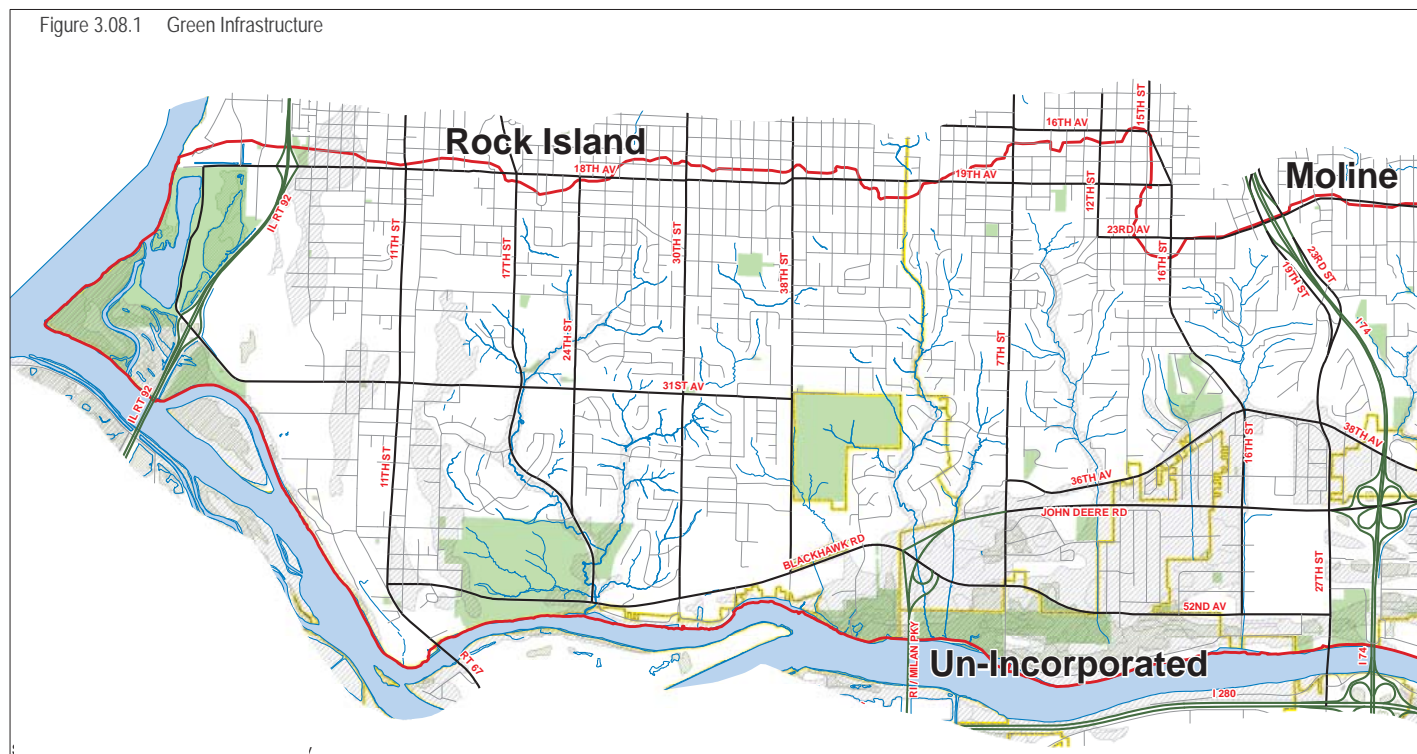 Figure 3.08.1 Green Infrastructure
15TH ST
16TH AV
Rock Island
18TH AV
19TH AV
12TH ST
Moline
IL RT 92
11TH ST
17TH ST
30TH ST
38TH ST
23RD AV
16TH ST
23RD ST
19TH ST
I 74
24TH ST
7TH ST
31ST AV
IL RT 92
11TH ST
38TH AV
16TH ST
36TH AV
JOHN DEERE RD
BLACKHAWK RD
27TH ST
52ND AV
RT 67
RI / MILAN PKY
Un-Incorporated
I 74
I 280